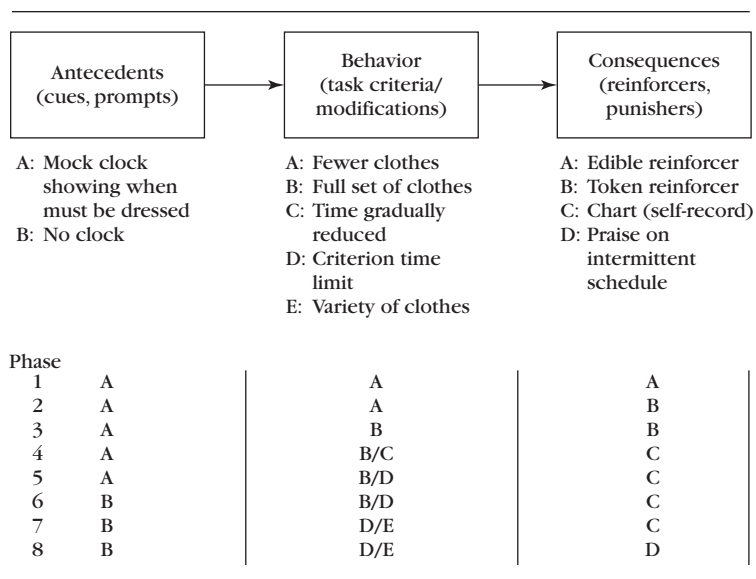 Antecedents
(cues, prompts)
Behavior
(task criteria/
modifications)
Consequences
(reinforcers,
punishers)
A: Mock clock
showing when
must be dressed
B: No clock
A: Fewer clothes
B: Full set of clothes
C: Time gradually
reduced
D: Criterion time
limit
E: Variety of clothes
A: Edible reinforcer
B: Token reinforcer
C: Chart (self-record)
D: Praise on
intermittent
schedule
Phase
1 A A A
2 A A B
3 A B B
4 A B/C C
5 A B/D C
6 B B/D C
7 B D/E C
8 B D/E D